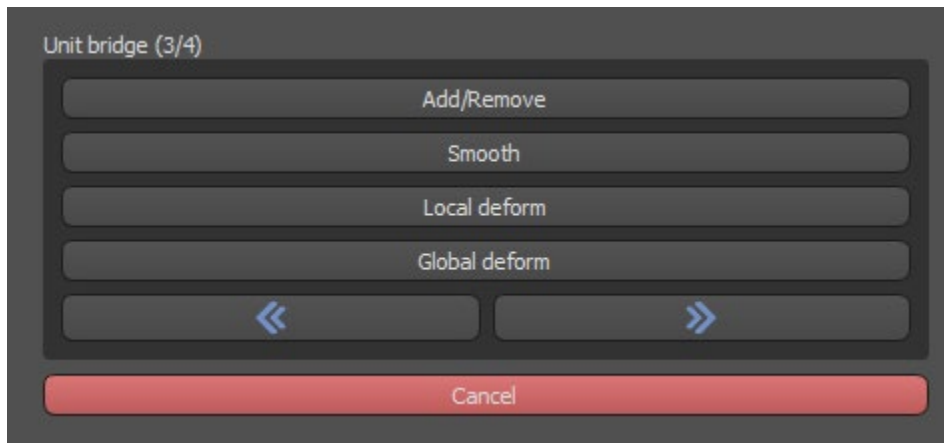 Unit bridge (3/4)
Add/Remove
Smooth
Local deform
Global deform
Cancel